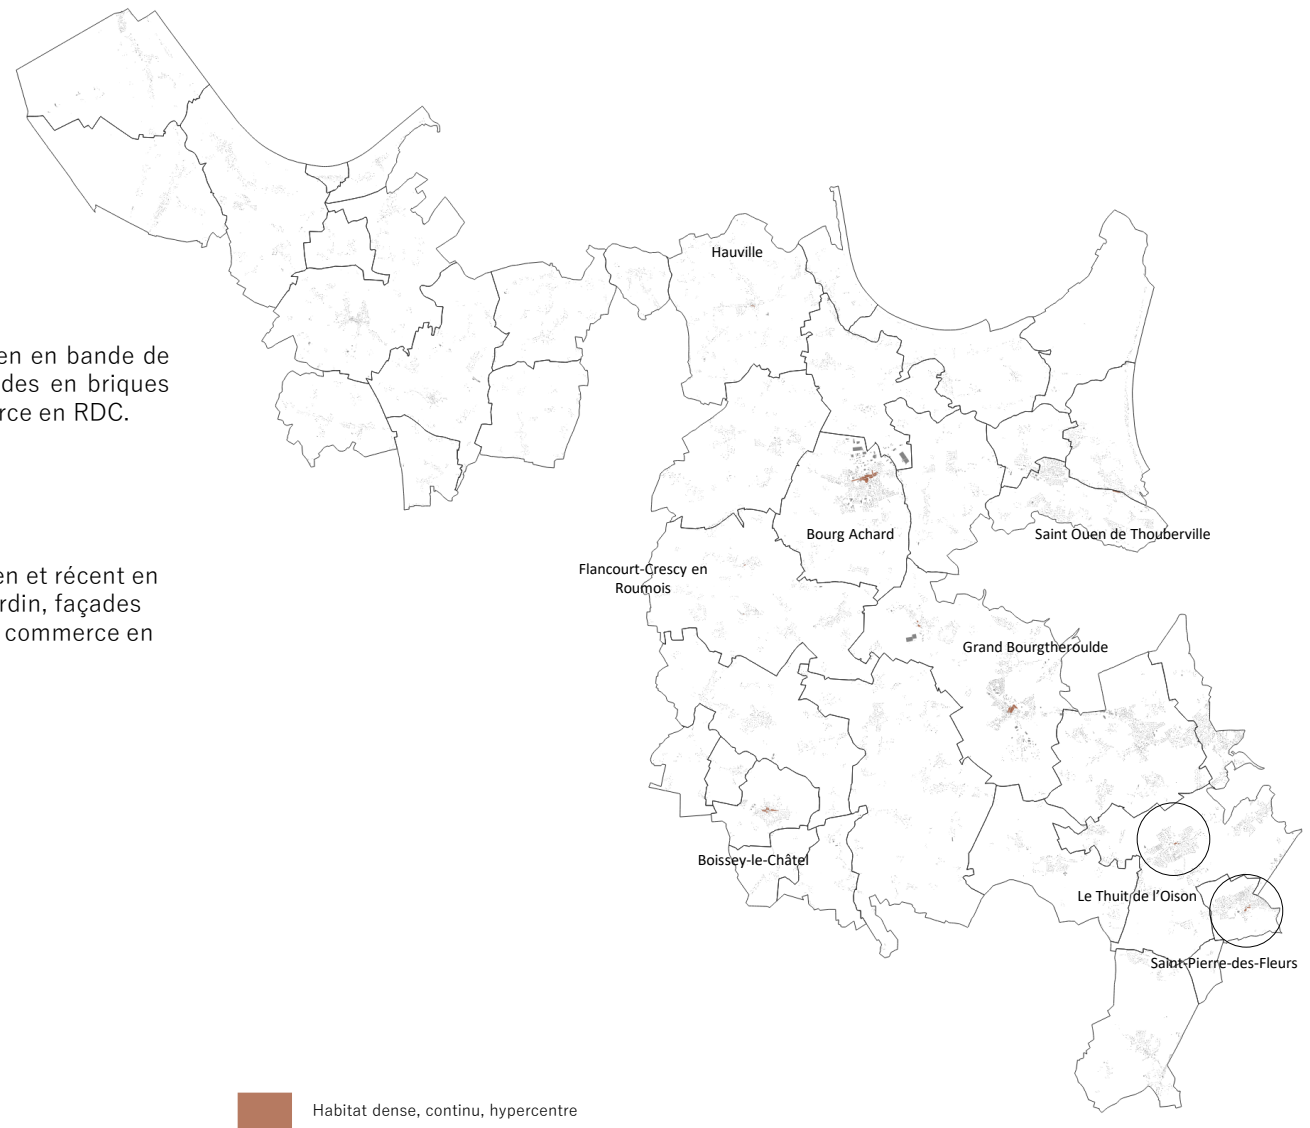 en en bande de
des en briques
rce en RDC.
en et récent en
rdin, façades
commerce en
Hauville
Bourg Achard
Saint Ouen de Thouberville
Flancourt-Crescy en
Roumois
Grand Bourgtheroulde
Boissey-le-Châtel
Le Thuit de l’Oison
Saint-Pierre-des-Fleurs
Habitat dense, continu, hypercentre